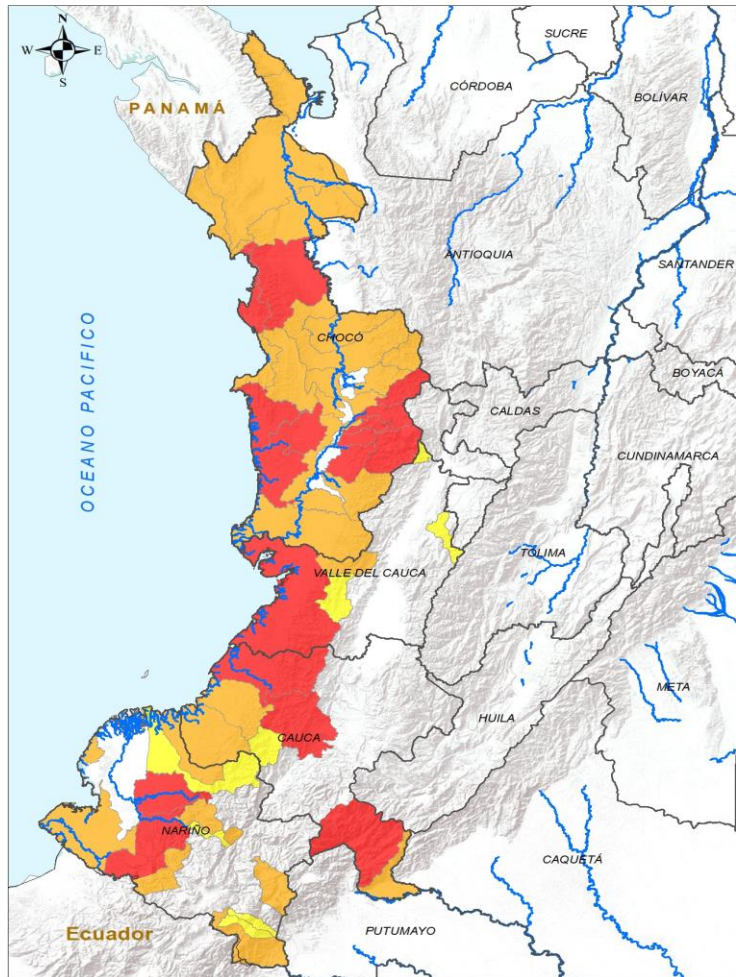 N
W E
S
SUCRE
CÓRDOBA
BOLÍVAR
PANAMÁ
ANTIOQUIA
SANTANDER
OCEANO PACIFICO
CHOCÓ
BOYACÁ
CALDAS
CUNDINAMARCA
TOLIMA
VALLE DEL CAUCA
META
HUILA
CAUCA
NARIÑO
CAQUETÁ
Ecuador
PUTUMAYO